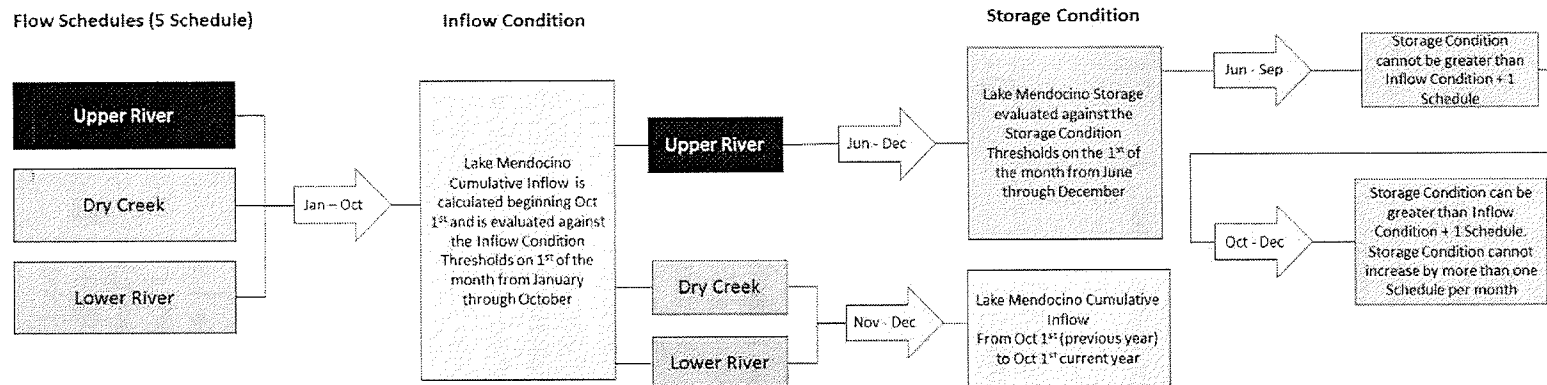 Flow Schedules (5 Schedule)
Inflow Condition
Storage Condition
Upper River
Dry Creek
Lower River
Jan – Oct
Lake Mendocino
Cumulative Inflow is
calculated beginning Oct
1st and is evaluated against
the Inflow Condition
Thresholds on 1st of the
month from January
through October
Upper River
Jun - Dec
Lake Mendocino Storage
evaluated against the
Storage Condition
Thresholds on the 1st of
the month from June
through December
Jun - Sep
Storage Condition
cannot be greater than
Inflow Condition + 1
Schedule
Oct - Dec
Storage Condition can be
greater than Inflow
Condition + 1 Schedule.
Storage Condition cannot
increase by more than one
Schedule per month
Dry Creek
Lower River
Nov - Dec
Lake Mendocino Cumulative
Inflow
From Oct 1st (previous year)
to Oct 1st current year